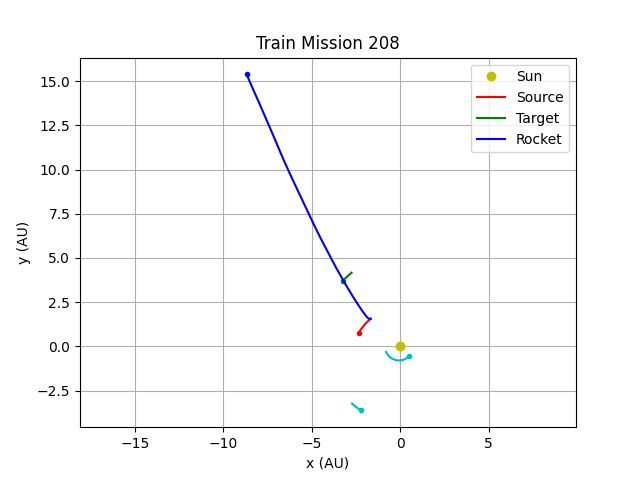 Train Mission 208
Sun
Source
Target
Rocket
15.0
12.5
10.0
7.5
5.0
2.5
0.0
−2.5
y (AU)
−15
−10
−5
0
5
x (AU)